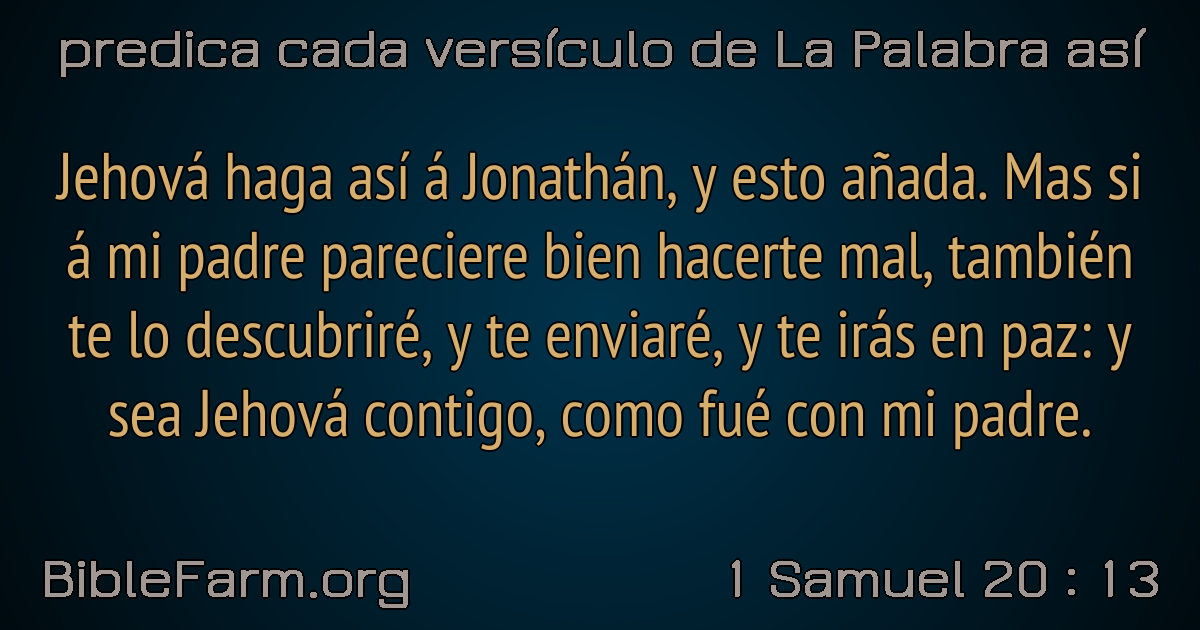 predica cada versículo de La Palabra así
Jehová haga así á Jonathán, y esto añada. Mas si
á mi padre pareciere bien hacerte mal, también
te lo descubriré, y te enviaré, y te irás en paz: y
sea Jehová contigo, como fué con mi padre.
BibleFarm.org
1 Samuel 20 : 13